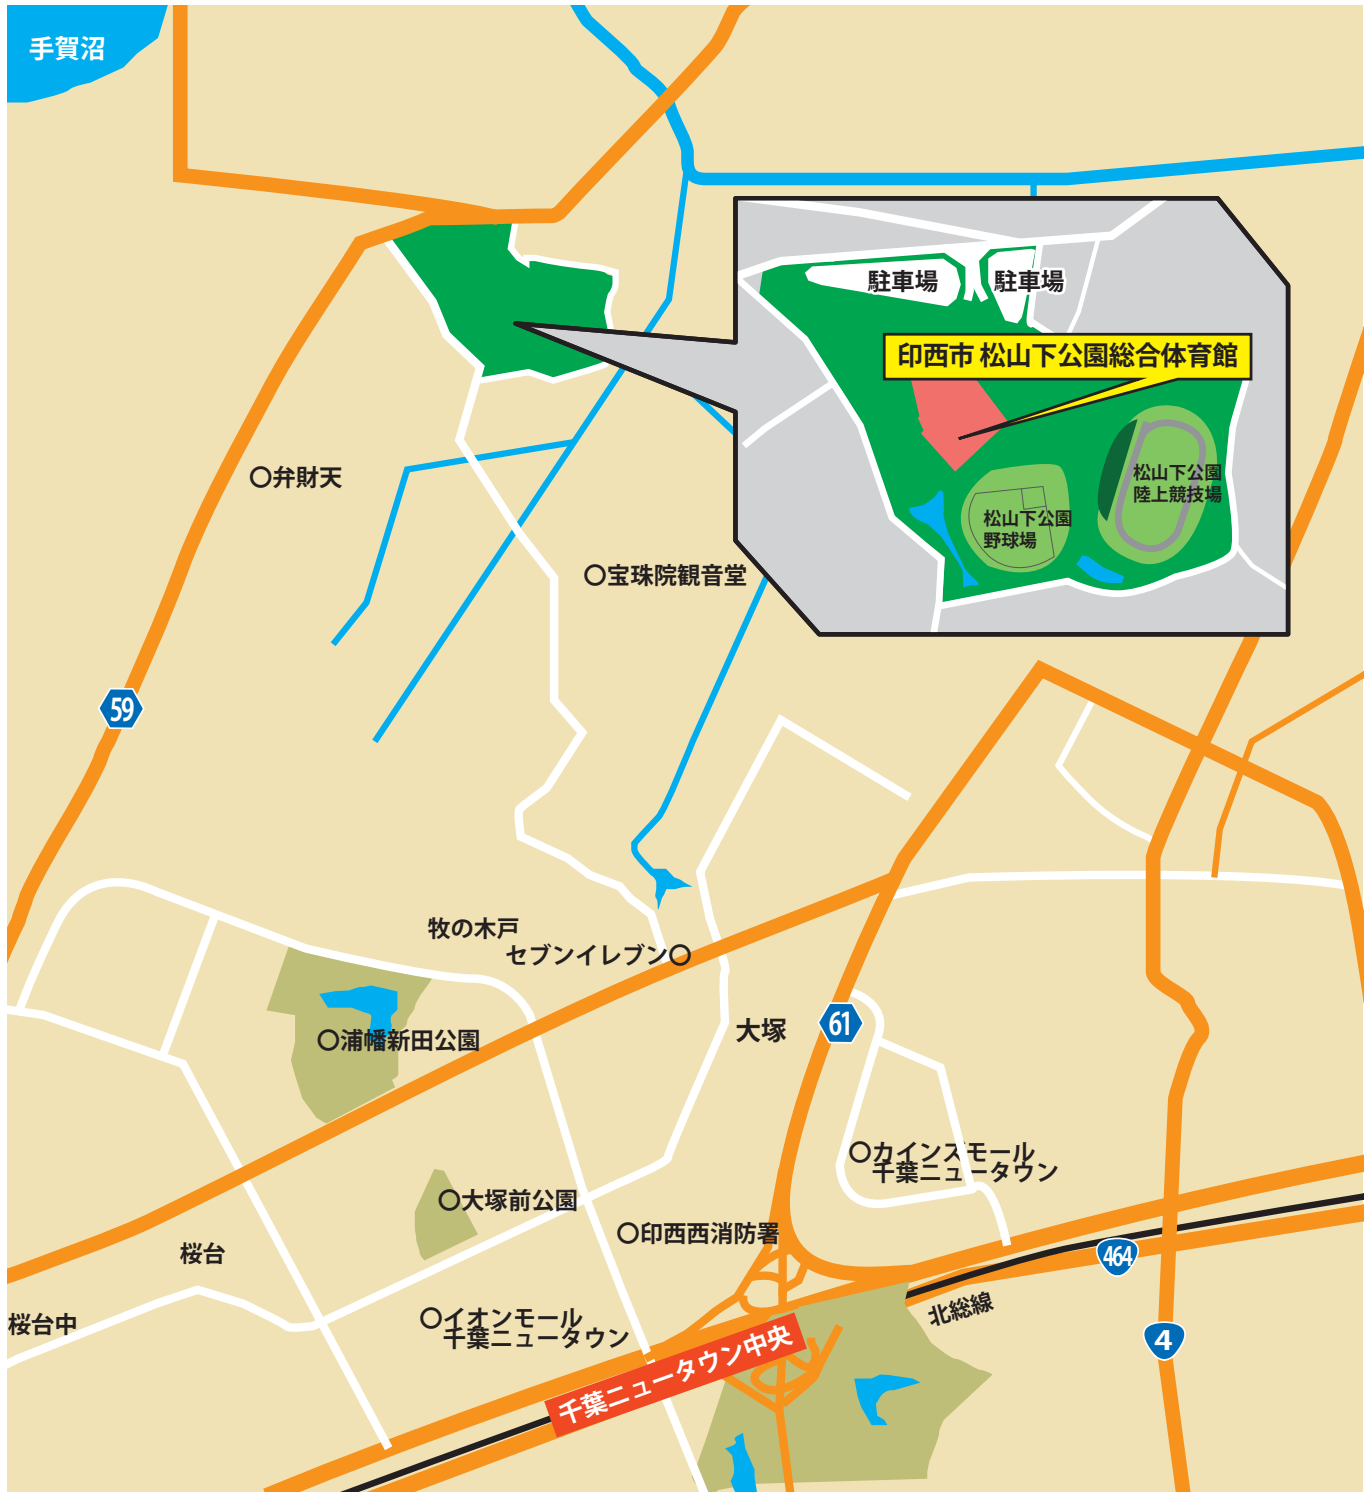 手賀沼
駐車場
駐車場
印西市 松山下公園総合体育館
松山下公園
陸上競技場
松山下公園
野球場
弁財天
宝珠院観音堂
59
牧の木戸
セブンイレブン
浦幡新田公園
大塚
61
カインズモール
千葉ニュータウン
大塚前公園
印西西消防署
桜台
464
北総線
桜台中
イオンモール
千葉ニュータウン
千葉ニュータウン中央
4